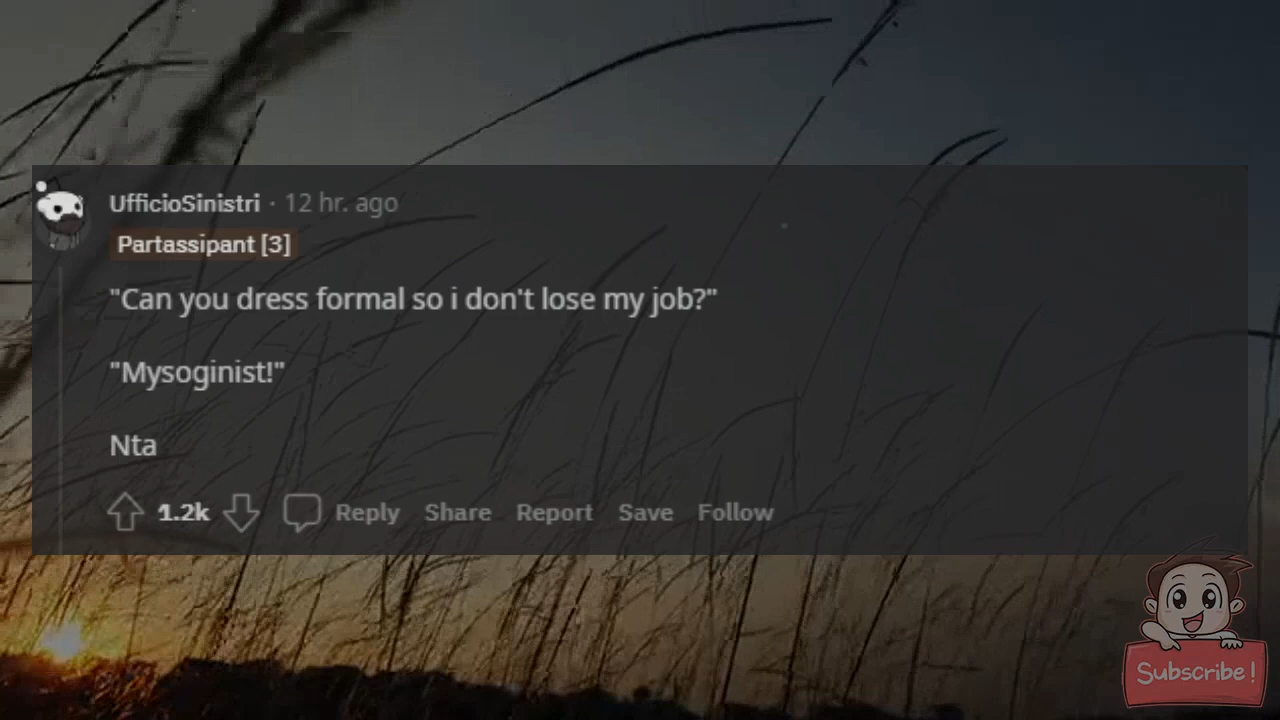 UfficioSinistri · 12 hr. ago
Partassipant [3]
"Can you dress formal so i don't lose my job?"
"Mysoginist!"
Nta
1.2k Reply Share Report Save Follow
Subscribe!